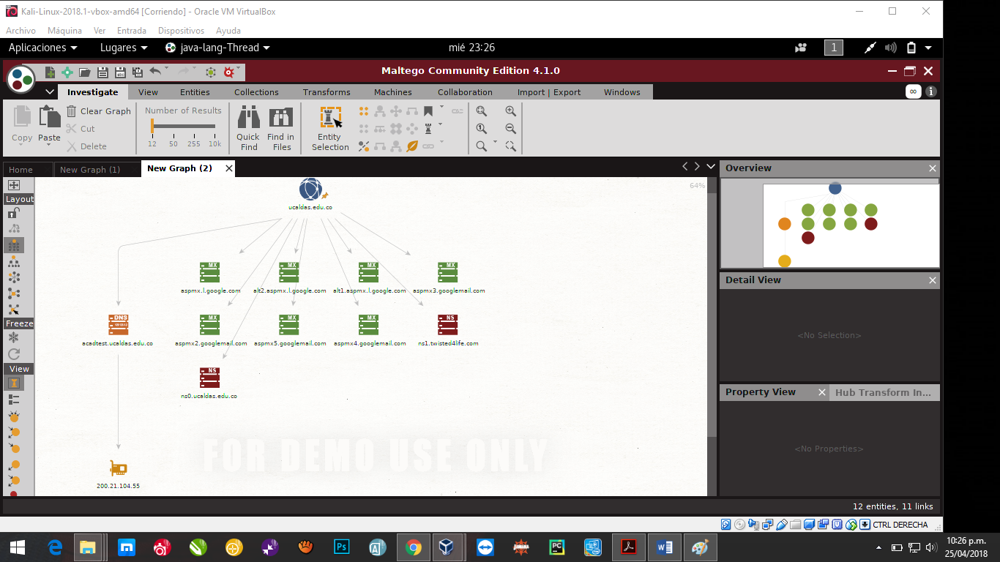 Kali-Linux-2018.1-vbox-amd64 [Corriendo] - Oracle VM VirtualBox
Archivo Máquina Ver Entrada Dispositivos Ayuda
Aplicaciones Lugares java-lang-Thread mié 23:26 1
Maltego Community Edition 4.1.0
Investigate View Entities Collections Transforms Machines Collaboration Import | Export Windows
Copy Paste Clear Graph Cut Delete
Number of Results
12 50 255 10k
Quick Find
Find in Files
Entity Selection
Home New Graph (1) New Graph (2)
Layout
Freeze
View
64%
ucaldas.edu.co
MX MX MX MX
aspmx.l.google.com alt2.aspmx.l.google.com alt1.aspmx.l.google.com aspmx3.googlemail.com
DNS MX MX MX NS
acadtest.ucaldas.edu.co aspmx2.googlemail.com aspmx5.googlemail.com aspmx4.googlemail.com ns1.twisted4life.com
NS
ns0.ucaldas.edu.co
FOR DEMO USE ONLY
200.21.104.55
Overview
Detail View
<No Selection>
Property View Hub Transform In...
<No Properties>
12 entities, 11 links
CTRL DERECHA
Ps PC W
10:26 p.m.
25/04/2018